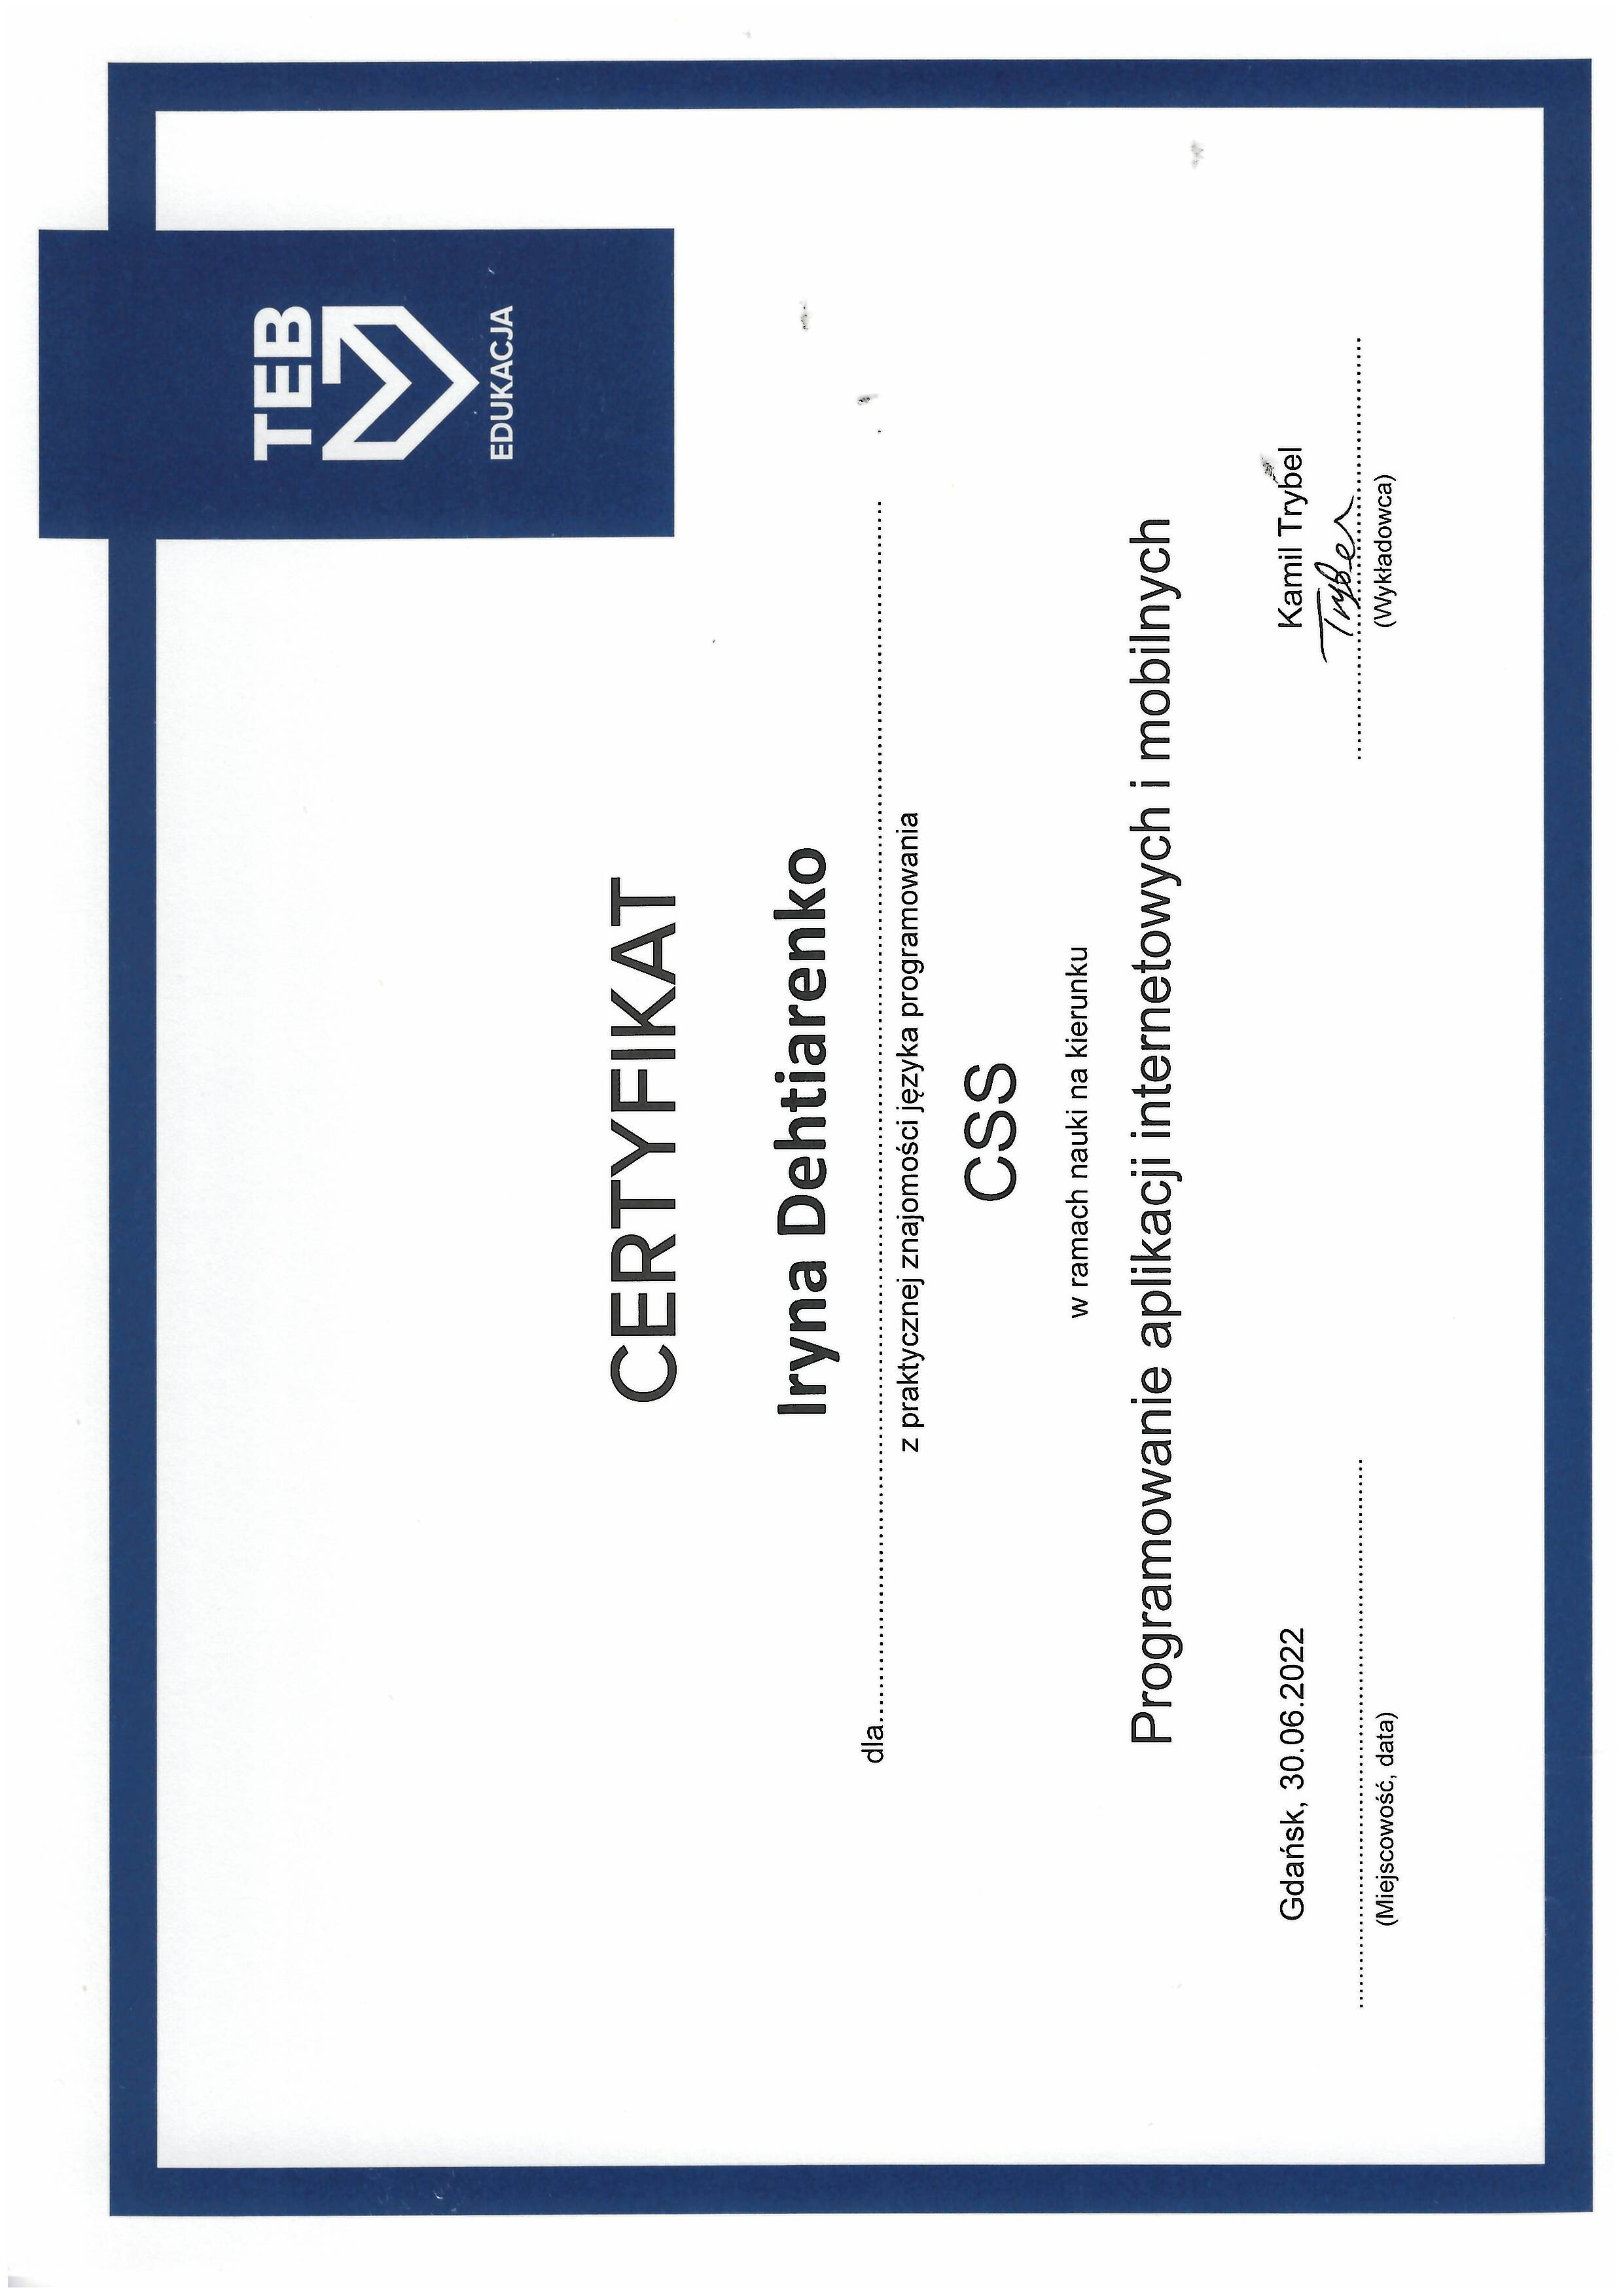 TEB
EDUKACJA
CERTYFIKAT
Iryna Dehtiarenko
dla..........................................................................................................................................................
z praktycznej znajomości języka programowania
CSS
w ramach nauki na kierunku
Programowanie aplikacji internetowych i mobilnych
Gdańsk, 30.06.2022
(Miejscowość, data)
Kamil Trybel
Trybel
(Wykładowca)